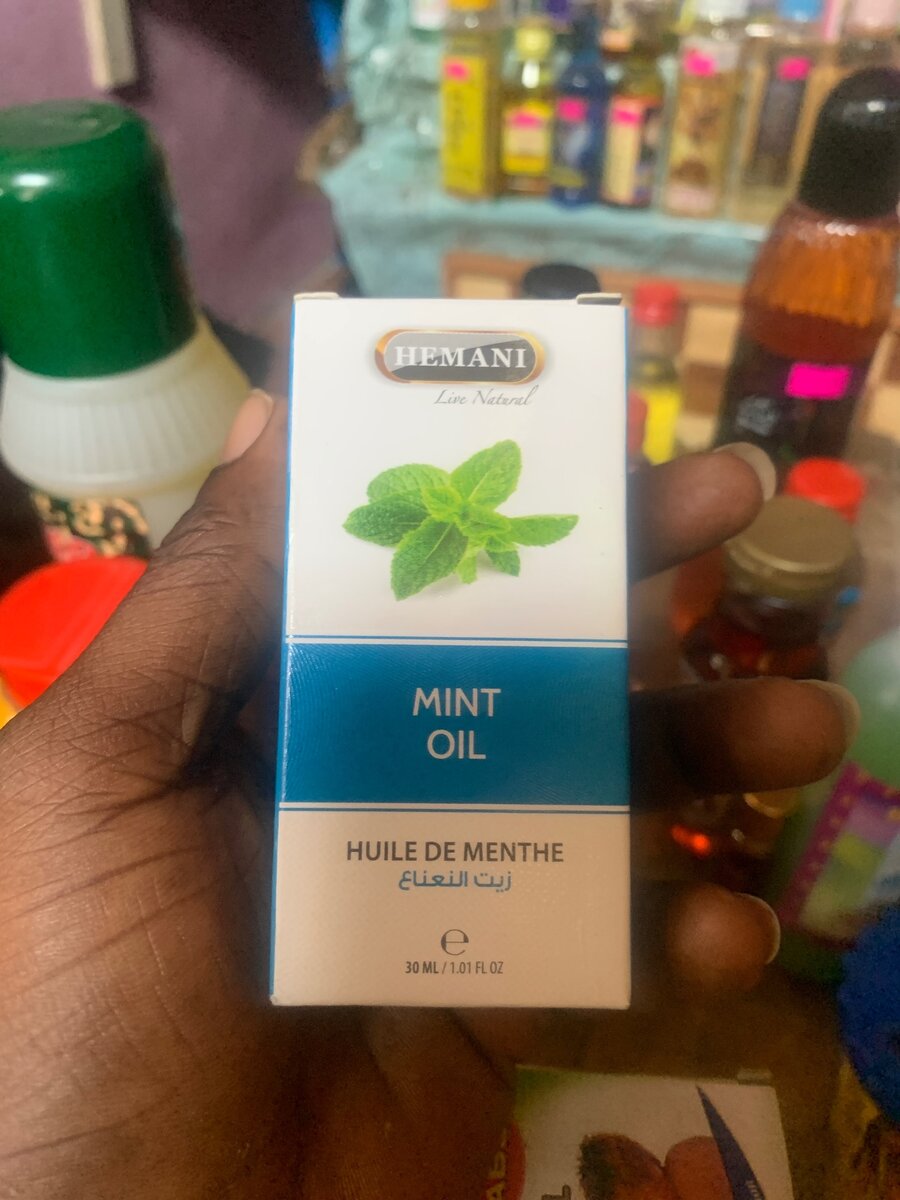 HEMANI
Live Natural
MINT
OIL
HUILE DE MENTHE
زيت النعناع
e
30 ML / 1.01 FL OZ